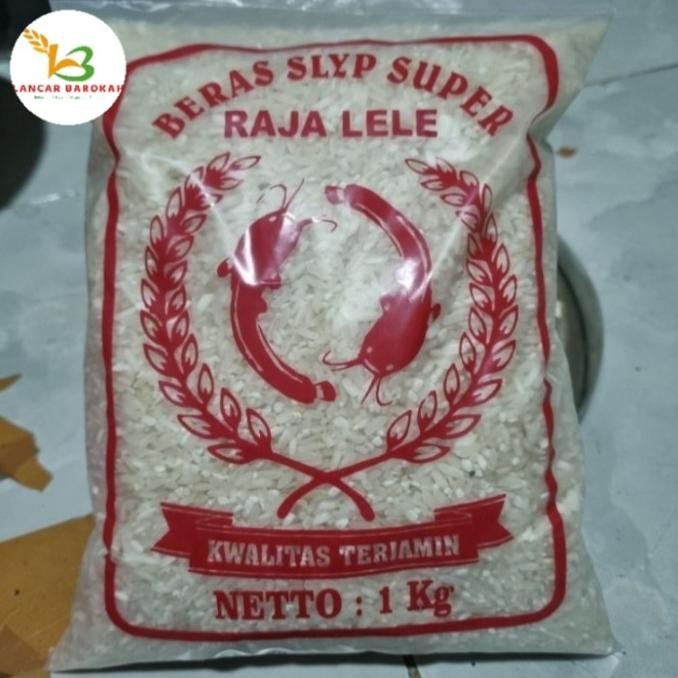 LANCAR BAROKAH
BERAS SLYP SUPER
RAJA LELE
KWALITAS TERJAMIN
NETTO : 1 Kg